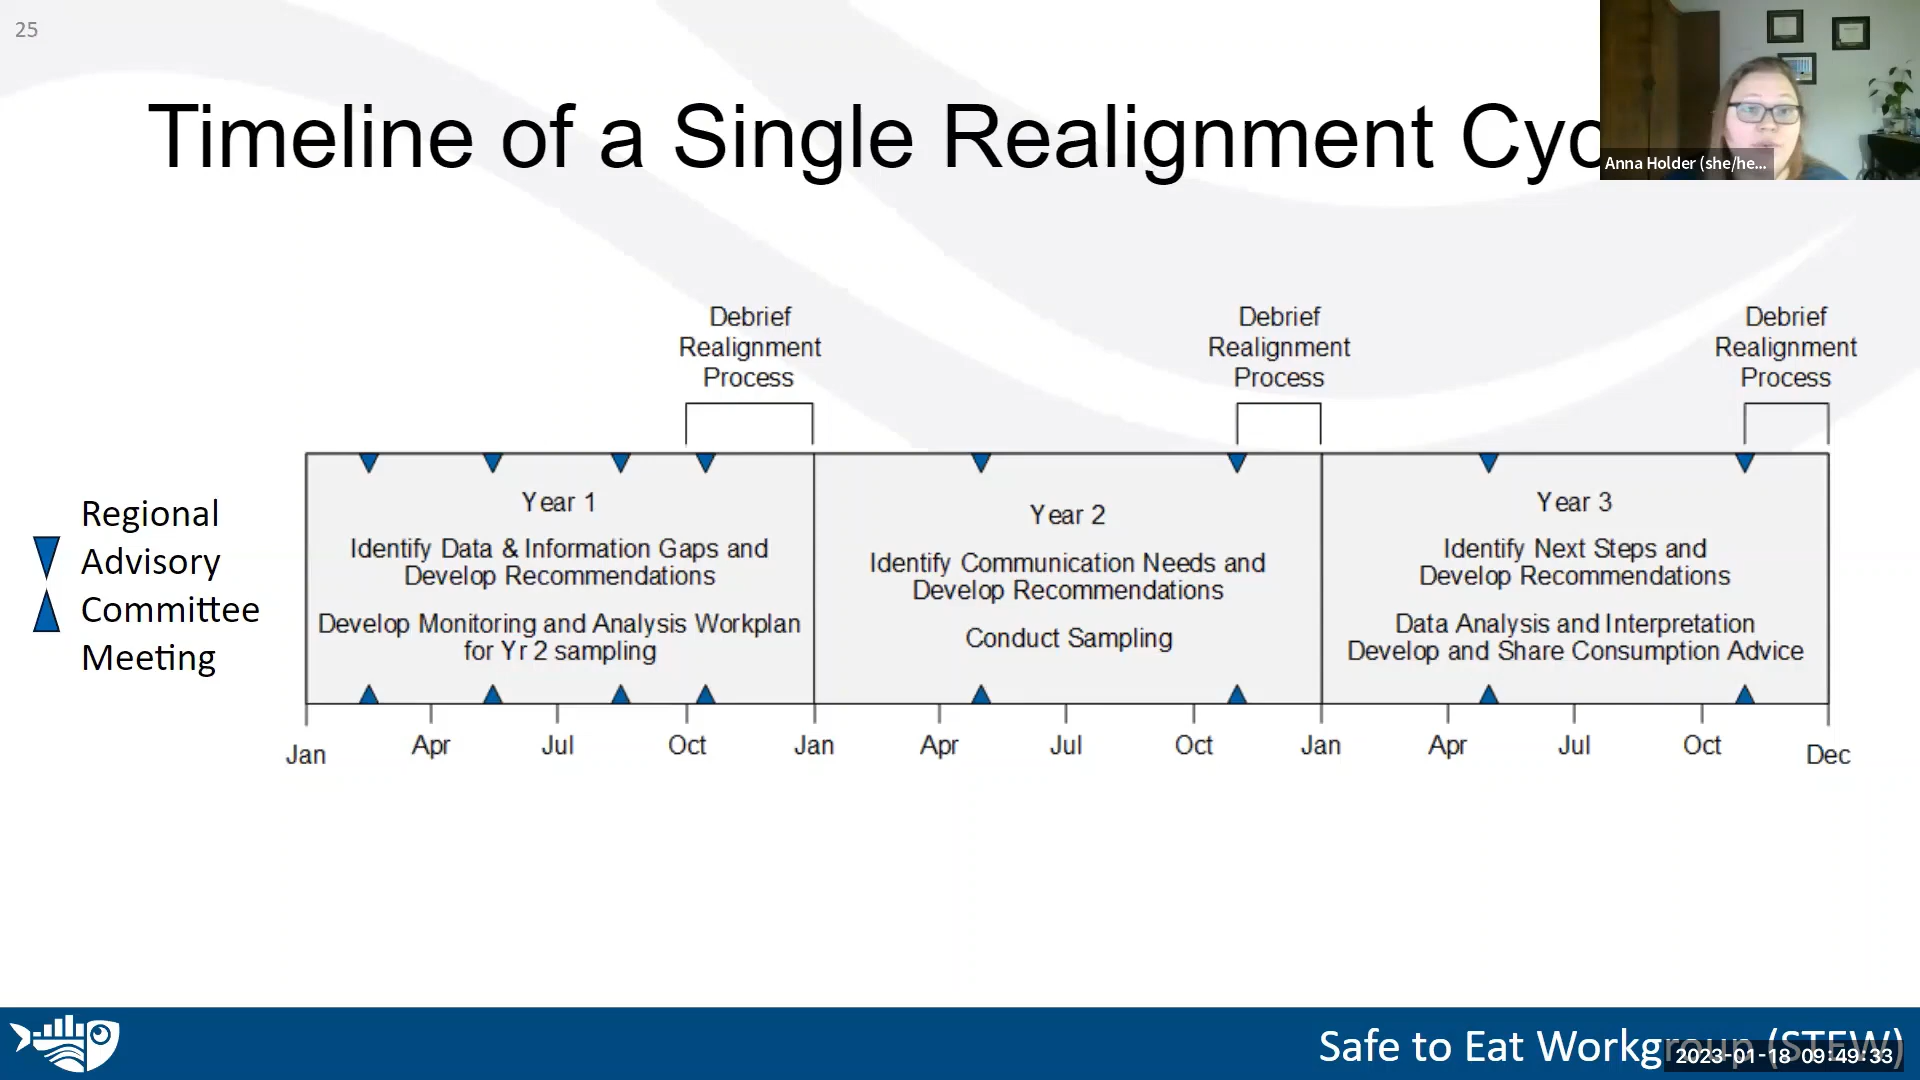 25
Timeline of a Single Realignment Cyc
Anna Holder (she/he...
Debrief
Realignment
Process
Debrief
Realignment
Process
Debrief
Realignment
Process
Regional
Advisory
Committee
Meeting
Year 1
Identify Data & Information Gaps and
Develop Recommendations
Develop Monitoring and Analysis Workplan
for Yr 2 sampling
Year 2
Identify Communication Needs and
Develop Recommendations
Conduct Sampling
Year 3
Identify Next Steps and
Develop Recommendations
Data Analysis and Interpretation
Develop and Share Consumption Advice
Jan Apr Jul Oct Jan Apr Jul Oct Jan Apr Jul Oct Dec
Safe to Eat Workgroup (STEW)
2023-01-18 09:49:33